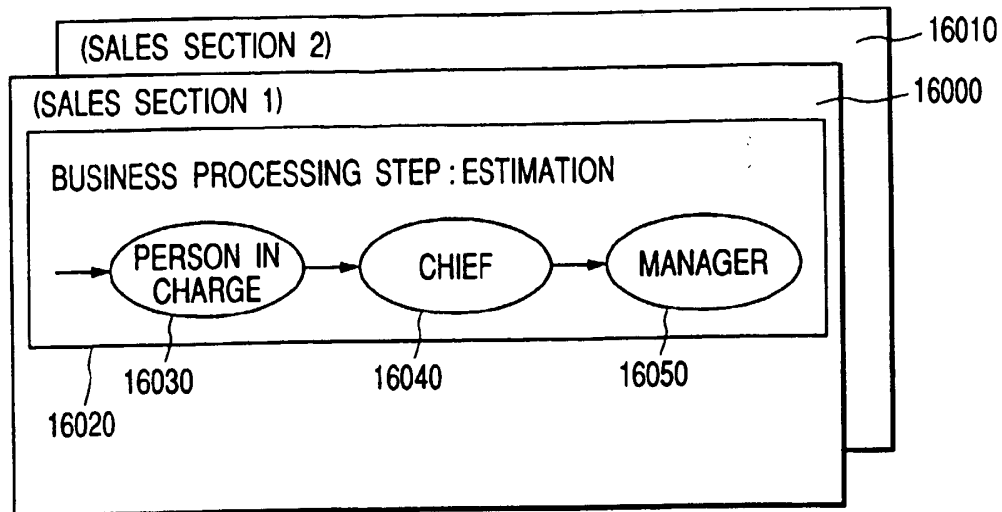 (SALES SECTION 2)
16010
(SALES SECTION 1)
16000
BUSINESS PROCESSING STEP : ESTIMATION
PERSON IN
CHARGE
CHIEF
MANAGER
16030
16040
16050
16020